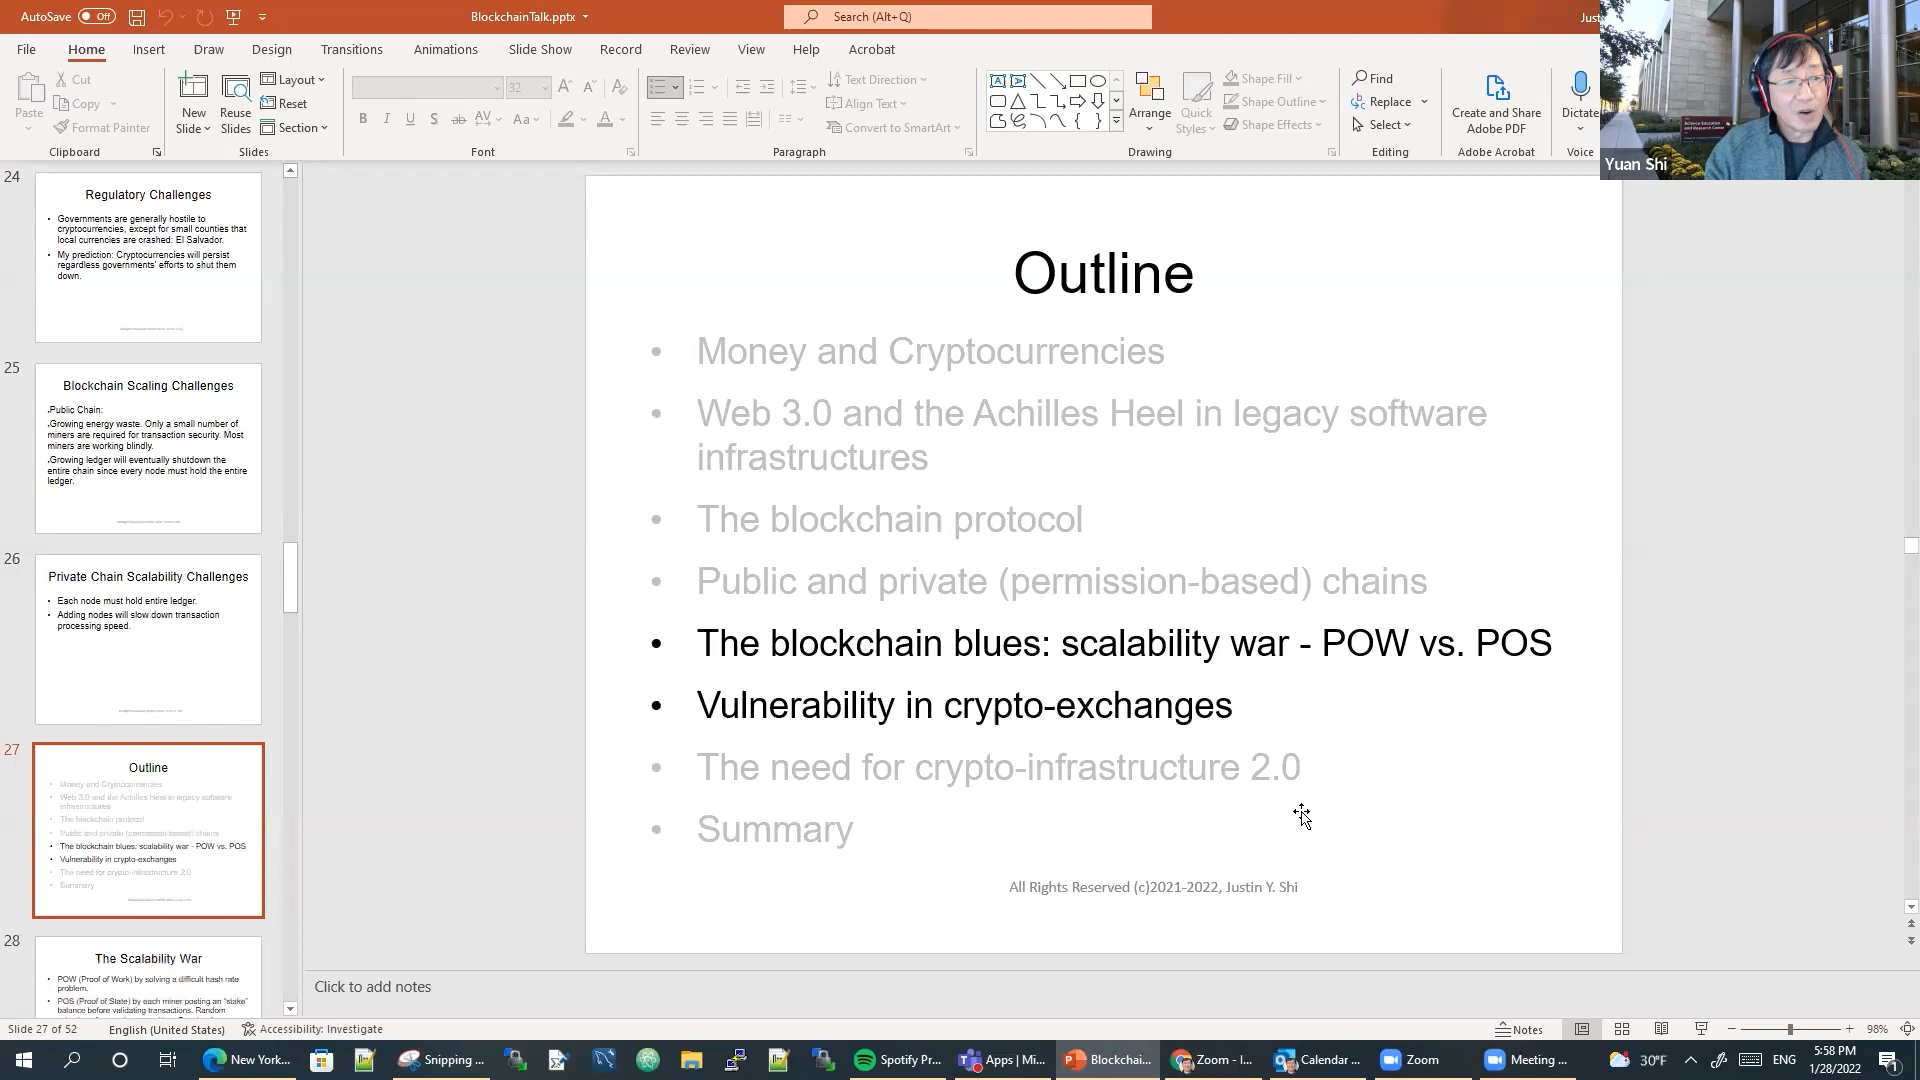 AutoSave Off
BlockchainTalk.pptx
Search (Alt+Q)
Just
File Home Insert Draw Design Transitions Animations Slide Show Record Review View Help Acrobat
Paste
Cut
Copy
Format Painter
Clipboard
New Slide
Reuse Slides
Layout
Reset
Section
Slides
32
B I U S ab AV Aa A
Font
Text Direction
Align Text
Convert to SmartArt
Paragraph
Arrange
Quick Styles
Shape Fill
Shape Outline
Shape Effects
Drawing
Find
Replace
Select
Editing
Create and Share Adobe PDF
Adobe Acrobat
Dictate
Voice
Yuan Shi
24
Regulatory Challenges
• Governments are generally hostile to
cryptocurrencies, except for small counties that
local currencies are crashed: El Salvador.
• My prediction: Cryptocurrencies will persist
regardless governments' efforts to shut them
down.
25
Blockchain Scaling Challenges
Public Chain:
Growing energy waste. Only a small number of
miners are required for transaction security. Most
miners are working blindly.
Growing ledger will eventually shutdown the
entire chain since every node must hold the entire
ledger.
26
Private Chain Scalability Challenges
• Each node must hold entire ledger.
• Adding nodes will slow down transaction
processing speed.
27
Outline
• Money and Cryptocurrencies
• Web 3.0 and the Achilles Heel in legacy software
infrastructures
• The blockchain protocol
• Public and private (permission-based) chains
• The blockchain blues: scalability war - POW vs. POS
• Vulnerability in crypto-exchanges
• The need for crypto-infrastructure 2.0
• Summary
28
The Scalability War
• POW (Proof of Work) by solving a difficult hash rate
problem.
• POS (Proof of State) by each miner posting an "stake"
balance before validating transactions. Random
Outline
• Money and Cryptocurrencies
• Web 3.0 and the Achilles Heel in legacy software
infrastructures
• The blockchain protocol
• Public and private (permission-based) chains
• The blockchain blues: scalability war - POW vs. POS
• Vulnerability in crypto-exchanges
• The need for crypto-infrastructure 2.0
• Summary
All Rights Reserved (c)2021-2022, Justin Y. Shi
Click to add notes
Slide 27 of 52 English (United States) Accessibility: Investigate
Notes 98%
New York...
Snipping ...
Spotify Pr...
Apps | Mi...
Blockchai...
Zoom - I...
Calendar ...
Zoom
Meeting ...
30°F
ENG
5:58 PM
1/28/2022
1